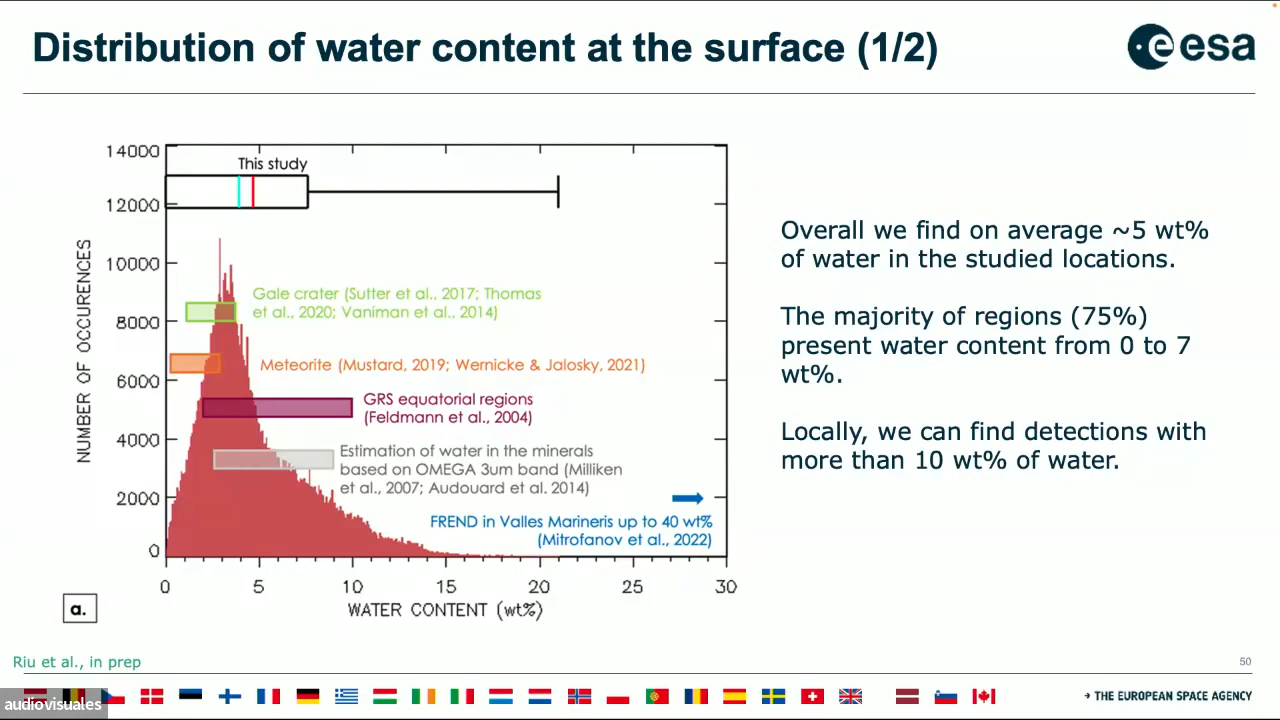 Distribution of water content at the surface (1/2)
esa
14000
12000
10000
8000
6000
4000
2000
0
NUMBER OF OCCURENCES
This study
Gale crater (Sutter et al., 2017; Thomas
et al., 2020; Vaniman et al., 2014)
Meteorite (Mustard, 2019; Wernicke & Jalosky, 2021)
GRS equatorial regions
(Feldmann et al., 2004)
Estimation of water in the minerals
based on OMEGA 3um band (Milliken
et al., 2007; Audouard et al. 2014)
FREND in Valles Marineris up to 40 wt%
(Mitrofanov et al., 2022)
0 5 10 15 20 25 30
WATER CONTENT (wt%)
a.
Overall we find on average ~5 wt%
of water in the studied locations.
The majority of regions (75%)
present water content from 0 to 7
wt%.
Locally, we can find detections with
more than 10 wt% of water.
Riu et al., in prep
50
audiovisuales
→ THE EUROPEAN SPACE AGENCY